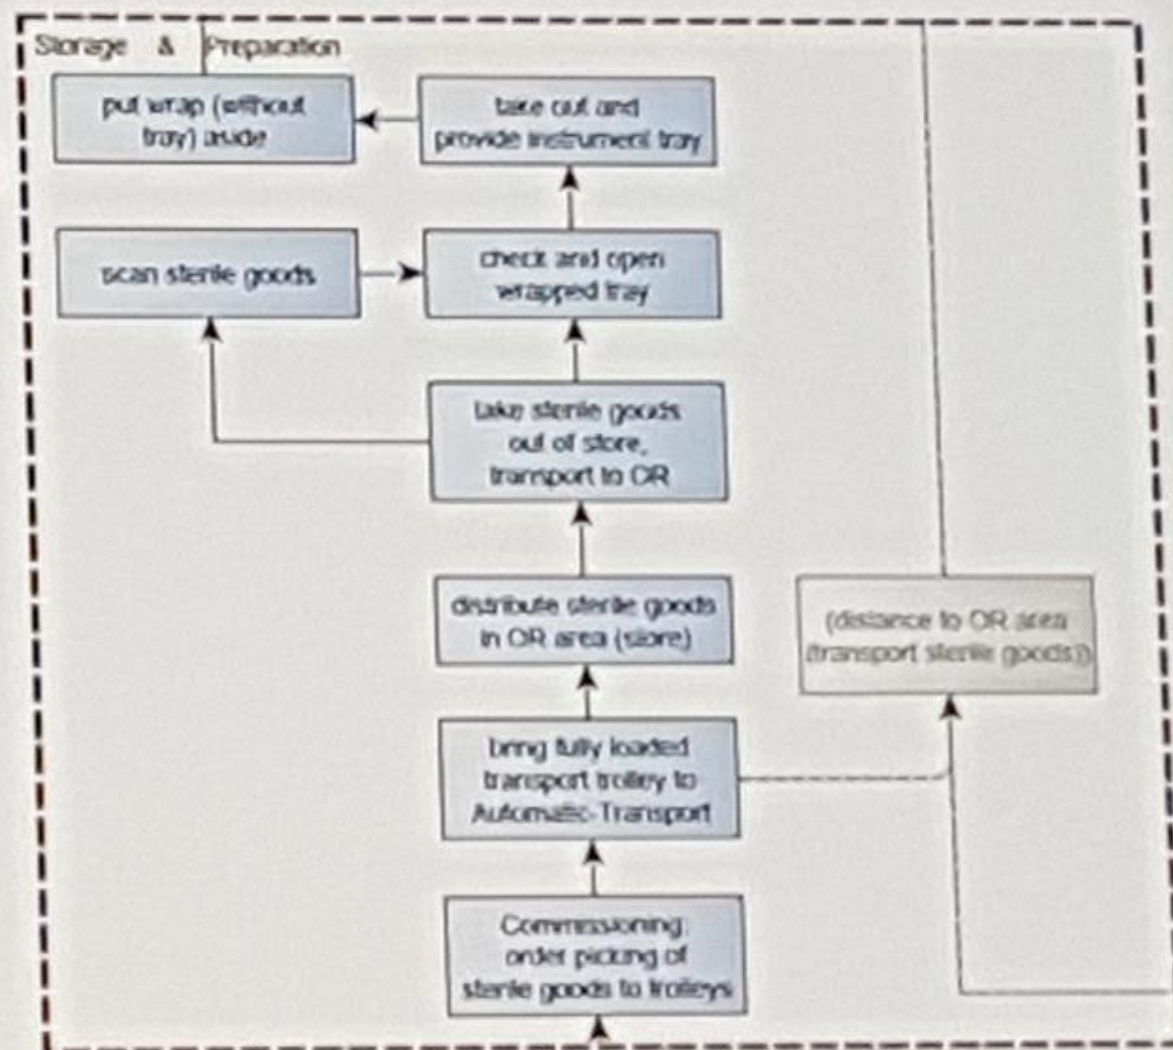 Storage & Preparation
put wrap (without
tray) aside
take out and
provide instrument tray
scan sterile goods
check and open
wrapped tray
take sterile goods
out of store,
transport to OR
distribute sterile goods
in OR area (store)
(distance to OR area
(transport sterile goods))
bring fully loaded
transport trolley to
Automatic-Transport
Commissioning:
order picking of
sterile goods to trolleys